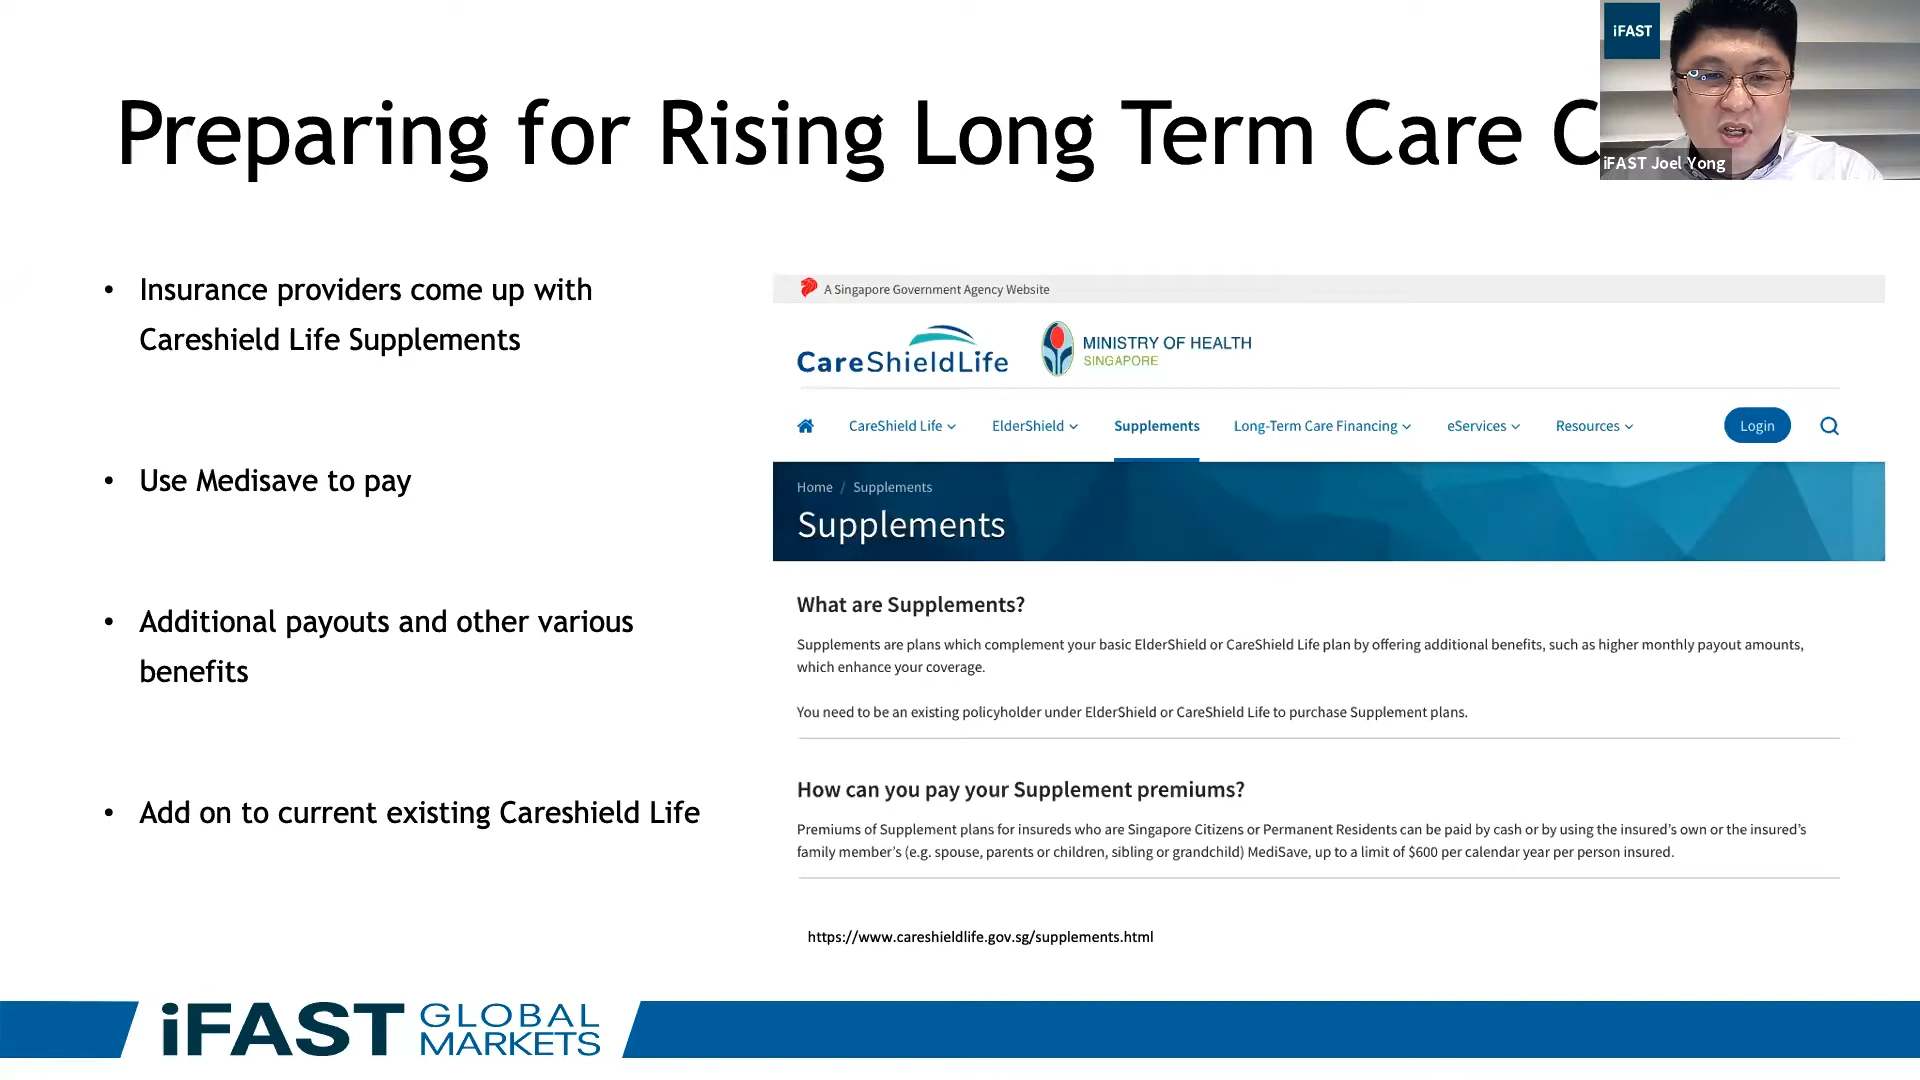 Preparing for Rising Long Term Care C
iFAST
iFAST Joel Yong
• Insurance providers come up with
Careshield Life Supplements
• Use Medisave to pay
• Additional payouts and other various
benefits
• Add on to current existing Careshield Life
A Singapore Government Agency Website
CareShieldLife
MINISTRY OF HEALTH
SINGAPORE
CareShield Life ElderShield Supplements Long-Term Care Financing eServices Resources Login
Home / Supplements
Supplements
What are Supplements?
Supplements are plans which complement your basic ElderShield or CareShield Life plan by offering additional benefits, such as higher monthly payout amounts,
which enhance your coverage.
You need to be an existing policyholder under ElderShield or CareShield Life to purchase Supplement plans.
How can you pay your Supplement premiums?
Premiums of Supplement plans for insureds who are Singapore Citizens or Permanent Residents can be paid by cash or by using the insured's own or the insured's
family member's (e.g. spouse, parents or children, sibling or grandchild) MediSave, up to a limit of $600 per calendar year per person insured.
https://www.careshieldlife.gov.sg/supplements.html
iFAST GLOBAL
MARKETS